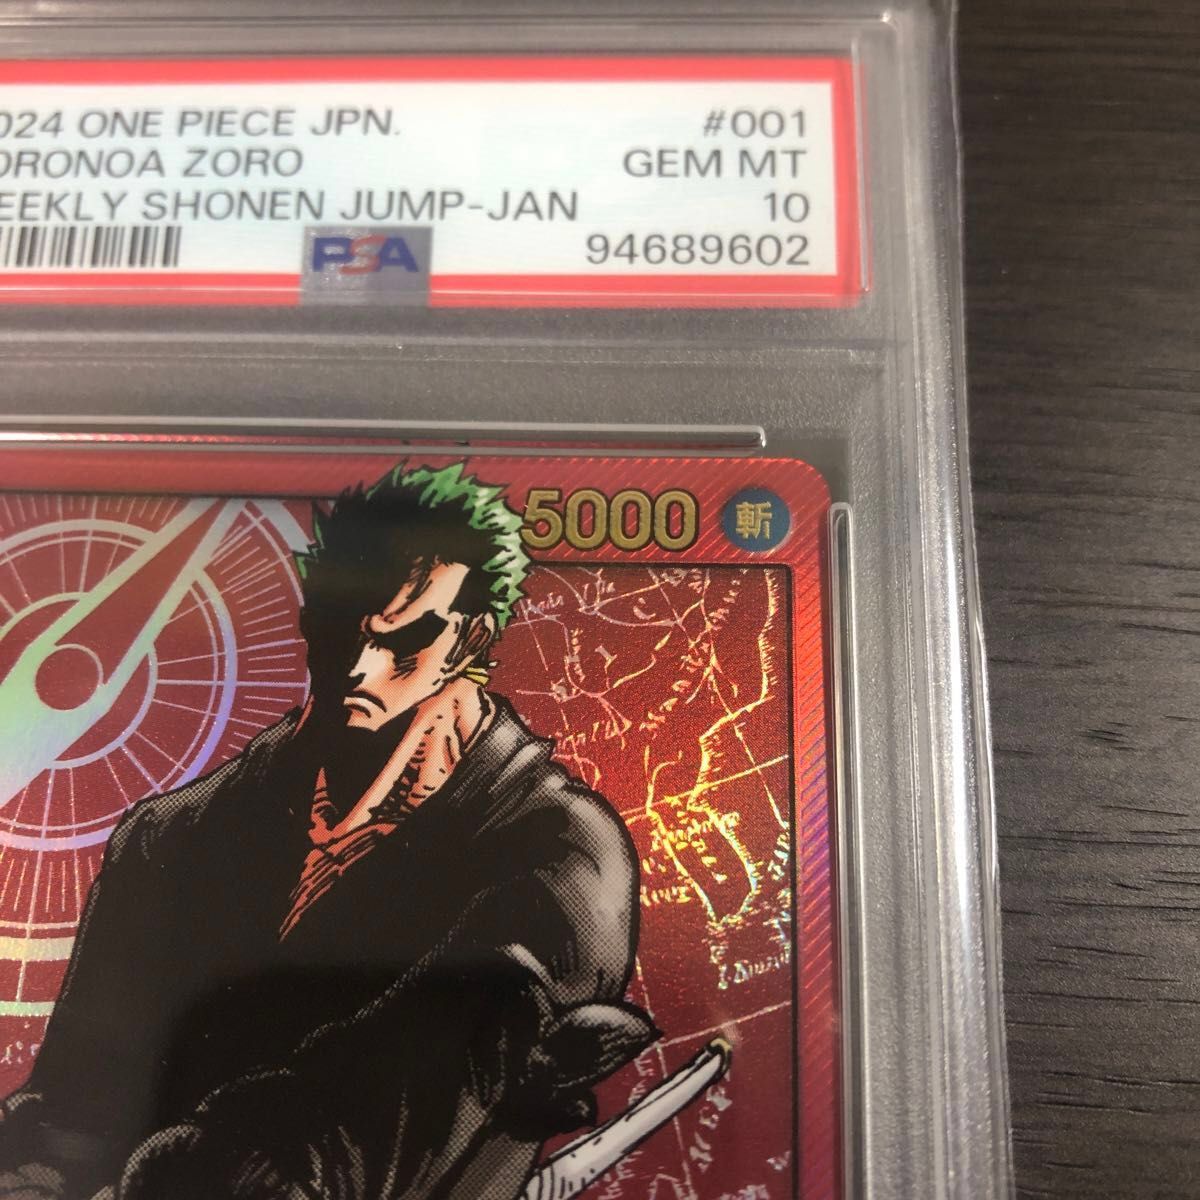 024 ONE PIECE JPN. #001
ORONOA ZORO GEM MT
EEKLY SHONEN JUMP-JAN 10
PSA 94689602
5000 斬